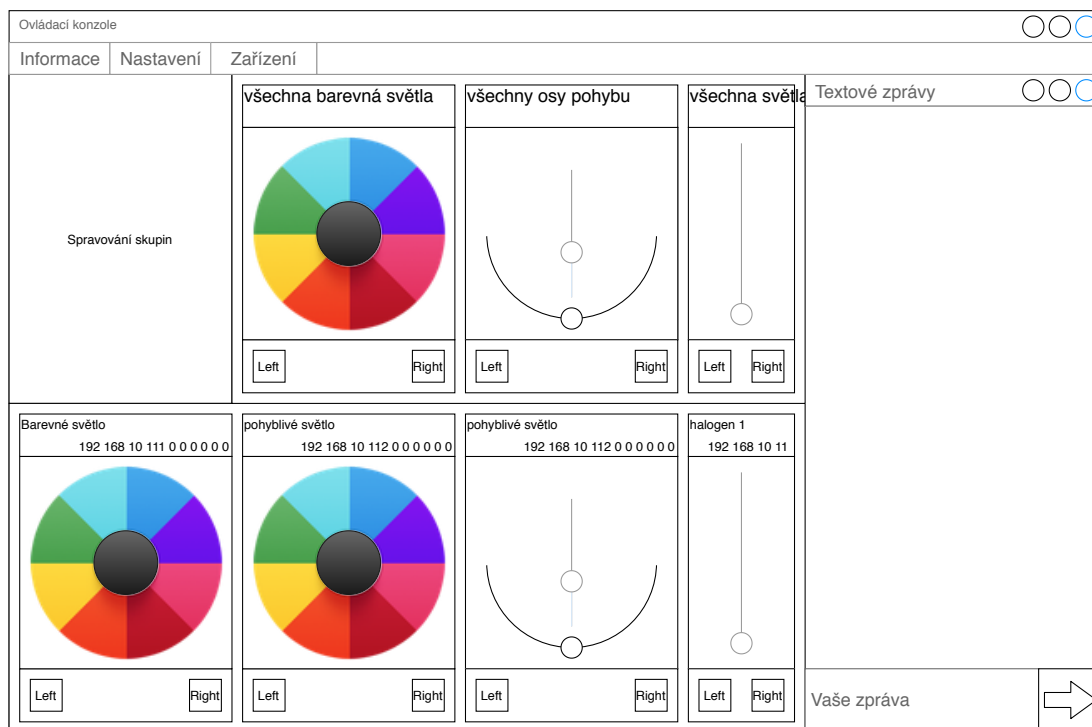 Ovládací konzole
Informace
Nastavení
Zařízení
všechna barevná světla
všechny osy pohybu
všechna světla
Textové zprávy
Spravování skupin
Left
Right
Left
Right
Left
Right
Barevné světlo
192 168 10 111 0 0 0 0 0 0
pohyblivé světlo
192 168 10 112 0 0 0 0 0 0
pohyblivé světlo
192 168 10 112 0 0 0 0 0 0
halogen 1
192 168 10 11
Left
Right
Left
Right
Left
Right
Left
Right
Vaše zpráva